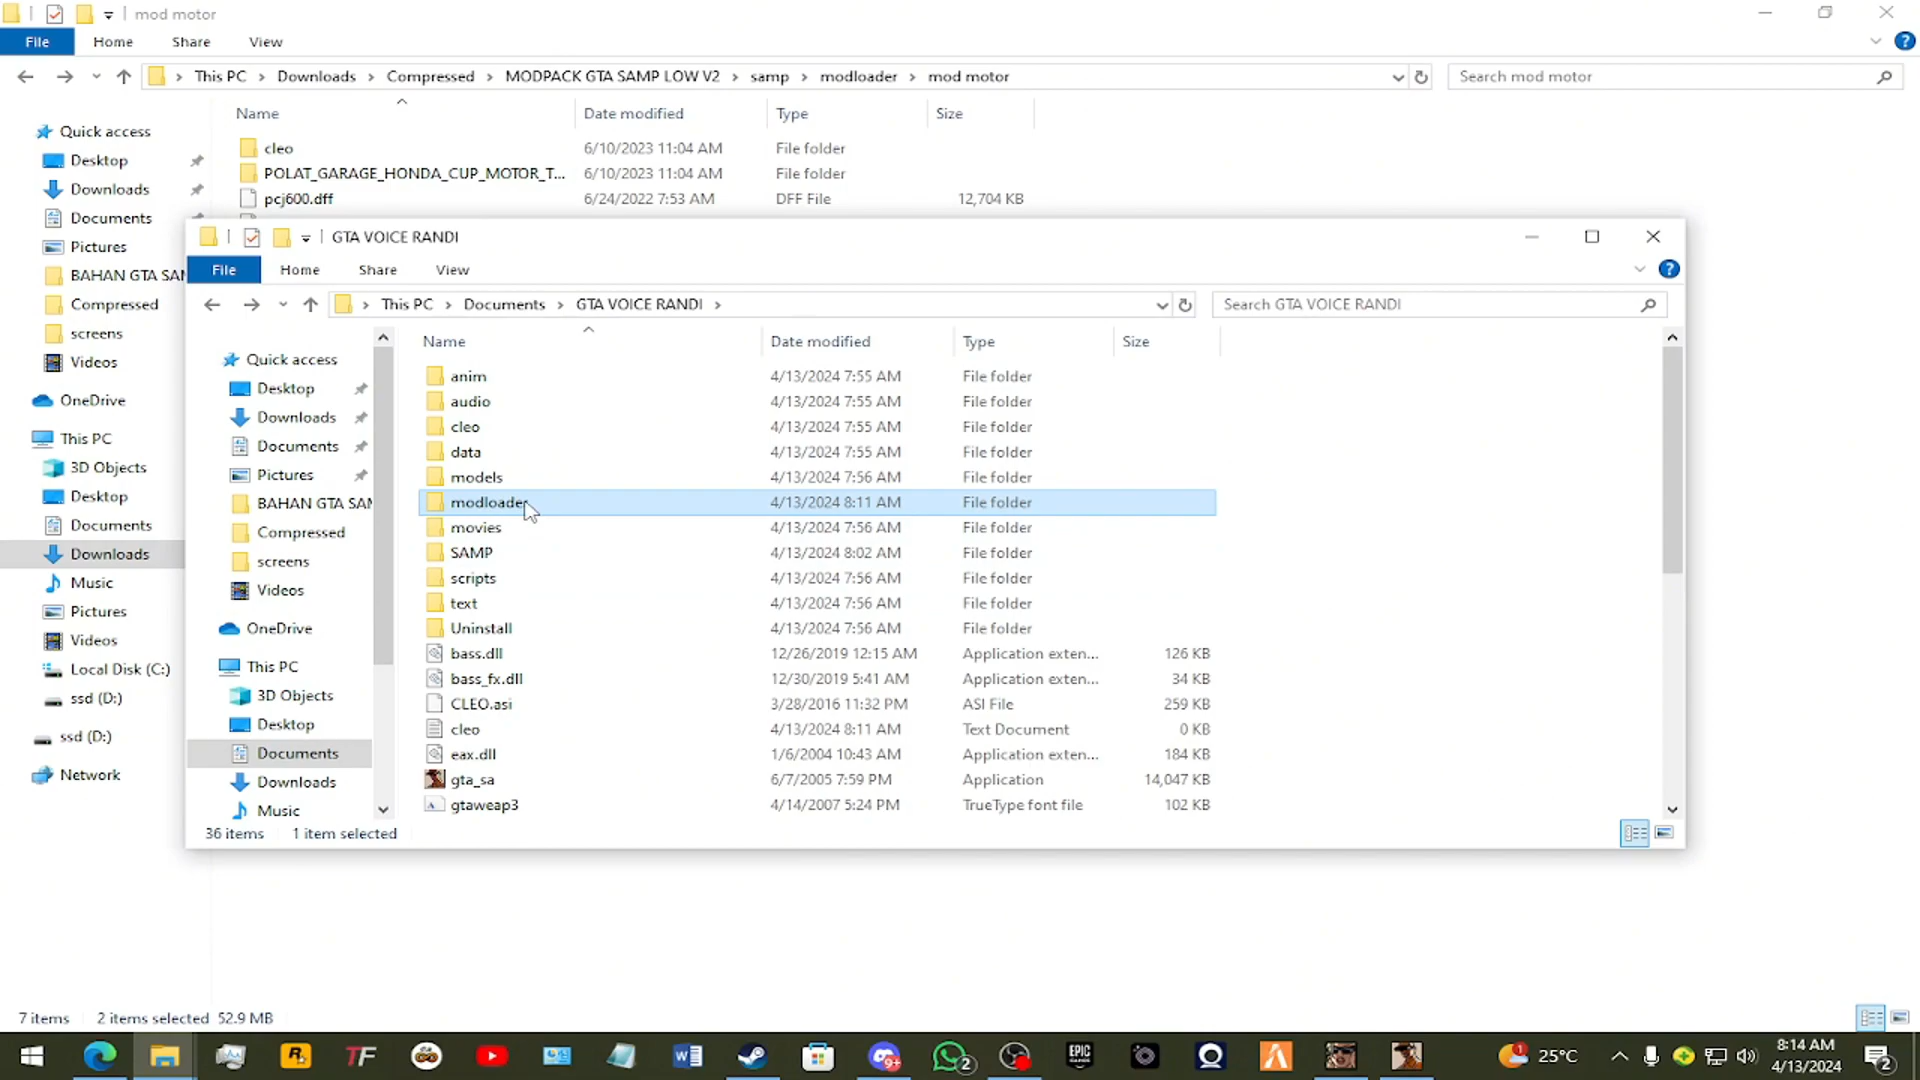 mod motor
File Home Share View
This PC Downloads Compressed MODPACK GTA SAMP LOW V2 samp modloader mod motor
Search mod motor
Name Date modified Type Size
cleo 6/10/2023 11:04 AM File folder
POLAT_GARAGE_HONDA_CUP_MOTOR_T... 6/10/2023 11:04 AM File folder
pcj600.dff 6/24/2022 7:53 AM DFF File 12,704 KB
Quick access
Desktop
Downloads
Documents
Pictures
BAHAN GTA SAM
Compressed
screens
Videos
OneDrive
This PC
3D Objects
Desktop
Documents
Downloads
Music
Pictures
Videos
Local Disk (C:)
ssd (D:)
ssd (D:)
Network
7 items 2 items selected 52.9 MB
GTA VOICE RANDI
File Home Share View
This PC Documents GTA VOICE RANDI
Search GTA VOICE RANDI
Name Date modified Type Size
Quick access
Desktop
Downloads
Documents
Pictures
BAHAN GTA SAM
Compressed
screens
Videos
OneDrive
This PC
3D Objects
Desktop
Documents
Downloads
Music
anim 4/13/2024 7:55 AM File folder
audio 4/13/2024 7:55 AM File folder
cleo 4/13/2024 7:55 AM File folder
data 4/13/2024 7:55 AM File folder
models 4/13/2024 7:56 AM File folder
modloader 4/13/2024 8:11 AM File folder
movies 4/13/2024 7:56 AM File folder
SAMP 4/13/2024 8:02 AM File folder
scripts 4/13/2024 7:56 AM File folder
text 4/13/2024 7:56 AM File folder
Uninstall 4/13/2024 7:56 AM File folder
bass.dll 12/26/2019 12:15 AM Application exten... 126 KB
bass_fx.dll 12/30/2019 5:41 AM Application exten... 34 KB
CLEO.asi 3/28/2016 11:32 PM ASI File 259 KB
cleo 4/13/2024 8:11 AM Text Document 0 KB
eax.dll 1/6/2004 10:43 AM Application exten... 184 KB
gta_sa 6/7/2005 7:59 PM Application 14,047 KB
gtaweap3 4/14/2007 5:24 PM TrueType font file 102 KB
36 items 1 item selected
R TF EPIC GAMES 9+ 2 1 25°C
8:14 AM
4/13/2024
2